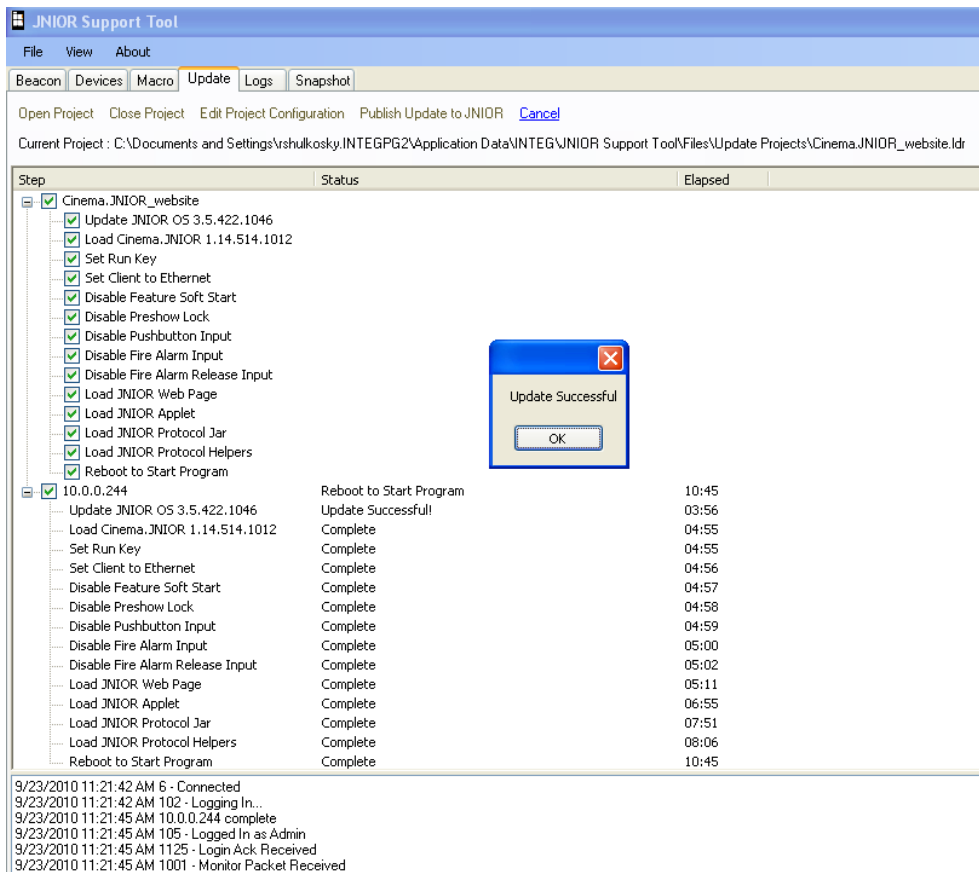 JNIOR Support Tool
File View About
Beacon Devices Macro Update Logs Snapshot
Open Project Close Project Edit Project Configuration Publish Update to JNIOR Cancel
Current Project : C:\Documents and Settings\rshulkosky.INTEGPG2\Application Data\INTEG\JNIOR Support Tool\Files\Update Projects\Cinema.JNIOR_website.ldr
Step Status Elapsed
Cinema.JNIOR_website
Update JNIOR OS 3.5.422.1046
Load Cinema.JNIOR 1.14.514.1012
Set Run Key
Set Client to Ethernet
Disable Feature Soft Start
Disable Preshow Lock
Disable Pushbutton Input
Disable Fire Alarm Input
Disable Fire Alarm Release Input
Load JNIOR Web Page
Load JNIOR Applet
Load JNIOR Protocol Jar
Load JNIOR Protocol Helpers
Reboot to Start Program
Update Successful
OK
10.0.0.244 Reboot to Start Program 10:45
Update JNIOR OS 3.5.422.1046 Update Successful! 03:56
Load Cinema.JNIOR 1.14.514.1012 Complete 04:55
Set Run Key Complete 04:55
Set Client to Ethernet Complete 04:56
Disable Feature Soft Start Complete 04:57
Disable Preshow Lock Complete 04:58
Disable Pushbutton Input Complete 04:59
Disable Fire Alarm Input Complete 05:00
Disable Fire Alarm Release Input Complete 05:02
Load JNIOR Web Page Complete 05:11
Load JNIOR Applet Complete 06:55
Load JNIOR Protocol Jar Complete 07:51
Load JNIOR Protocol Helpers Complete 08:06
Reboot to Start Program Complete 10:45
9/23/2010 11:21:42 AM 6 - Connected
9/23/2010 11:21:42 AM 102 - Logging In...
9/23/2010 11:21:45 AM 10.0.0.244 complete
9/23/2010 11:21:45 AM 105 - Logged In as Admin
9/23/2010 11:21:45 AM 1125 - Login Ack Received
9/23/2010 11:21:45 AM 1001 - Monitor Packet Received